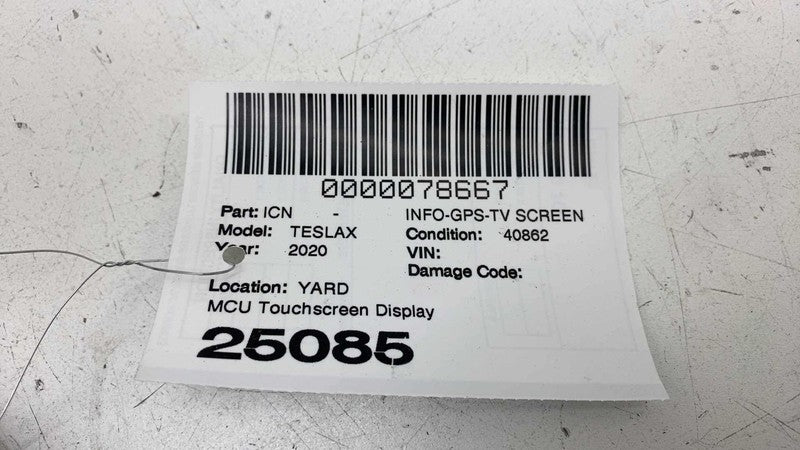 0000078667
Part: ICN - INFO-GPS-TV SCREEN
Model: TESLAX Condition: 40862
Year: 2020 VIN:
Damage Code:
Location: YARD
MCU Touchscreen Display
25085